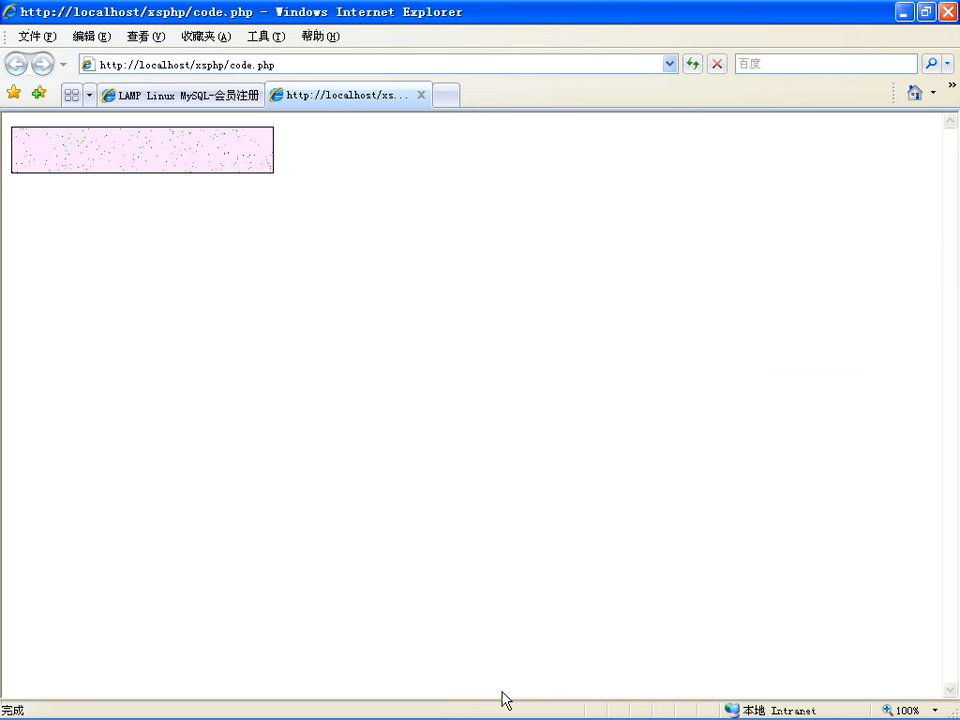 http://localhost/xsphp/code.php - Windows Internet Explorer
文件(F) 编辑(E) 查看(V) 收藏夹(A) 工具(T) 帮助(H)
http://localhost/xsphp/code.php 百度
LAMP Linux MySQL-会员注册 http://localhost/xs... »
完成 本地 Intranet 100%